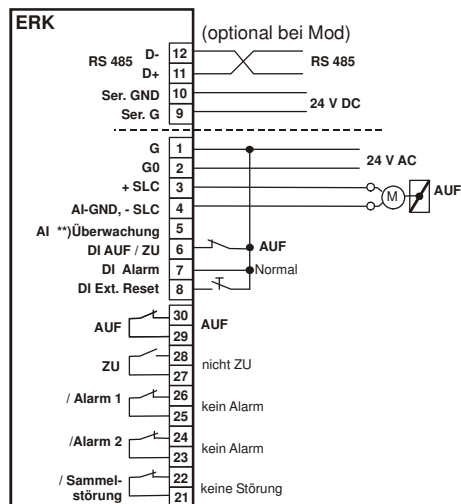 ERK
(optional bei Mod)
RS 485 D- 12 RS 485
D+ 11
Ser. GND 10 24 V DC
Ser. G 9
G 1 24 V AC
G0 2
+ SLC 3 M AUF
AI-GND, - SLC 4
AI **)Überwachung 5
DI AUF / ZU 6 AUF
DI Alarm 7 Normal
DI Ext. Reset 8
AUF 30 AUF
29
ZU 28 nicht ZU
27
/ Alarm 1 26 kein Alarm
25
/Alarm 2 24 kein Alarm
23
/ Sammel- 22 keine Störung
störung 21